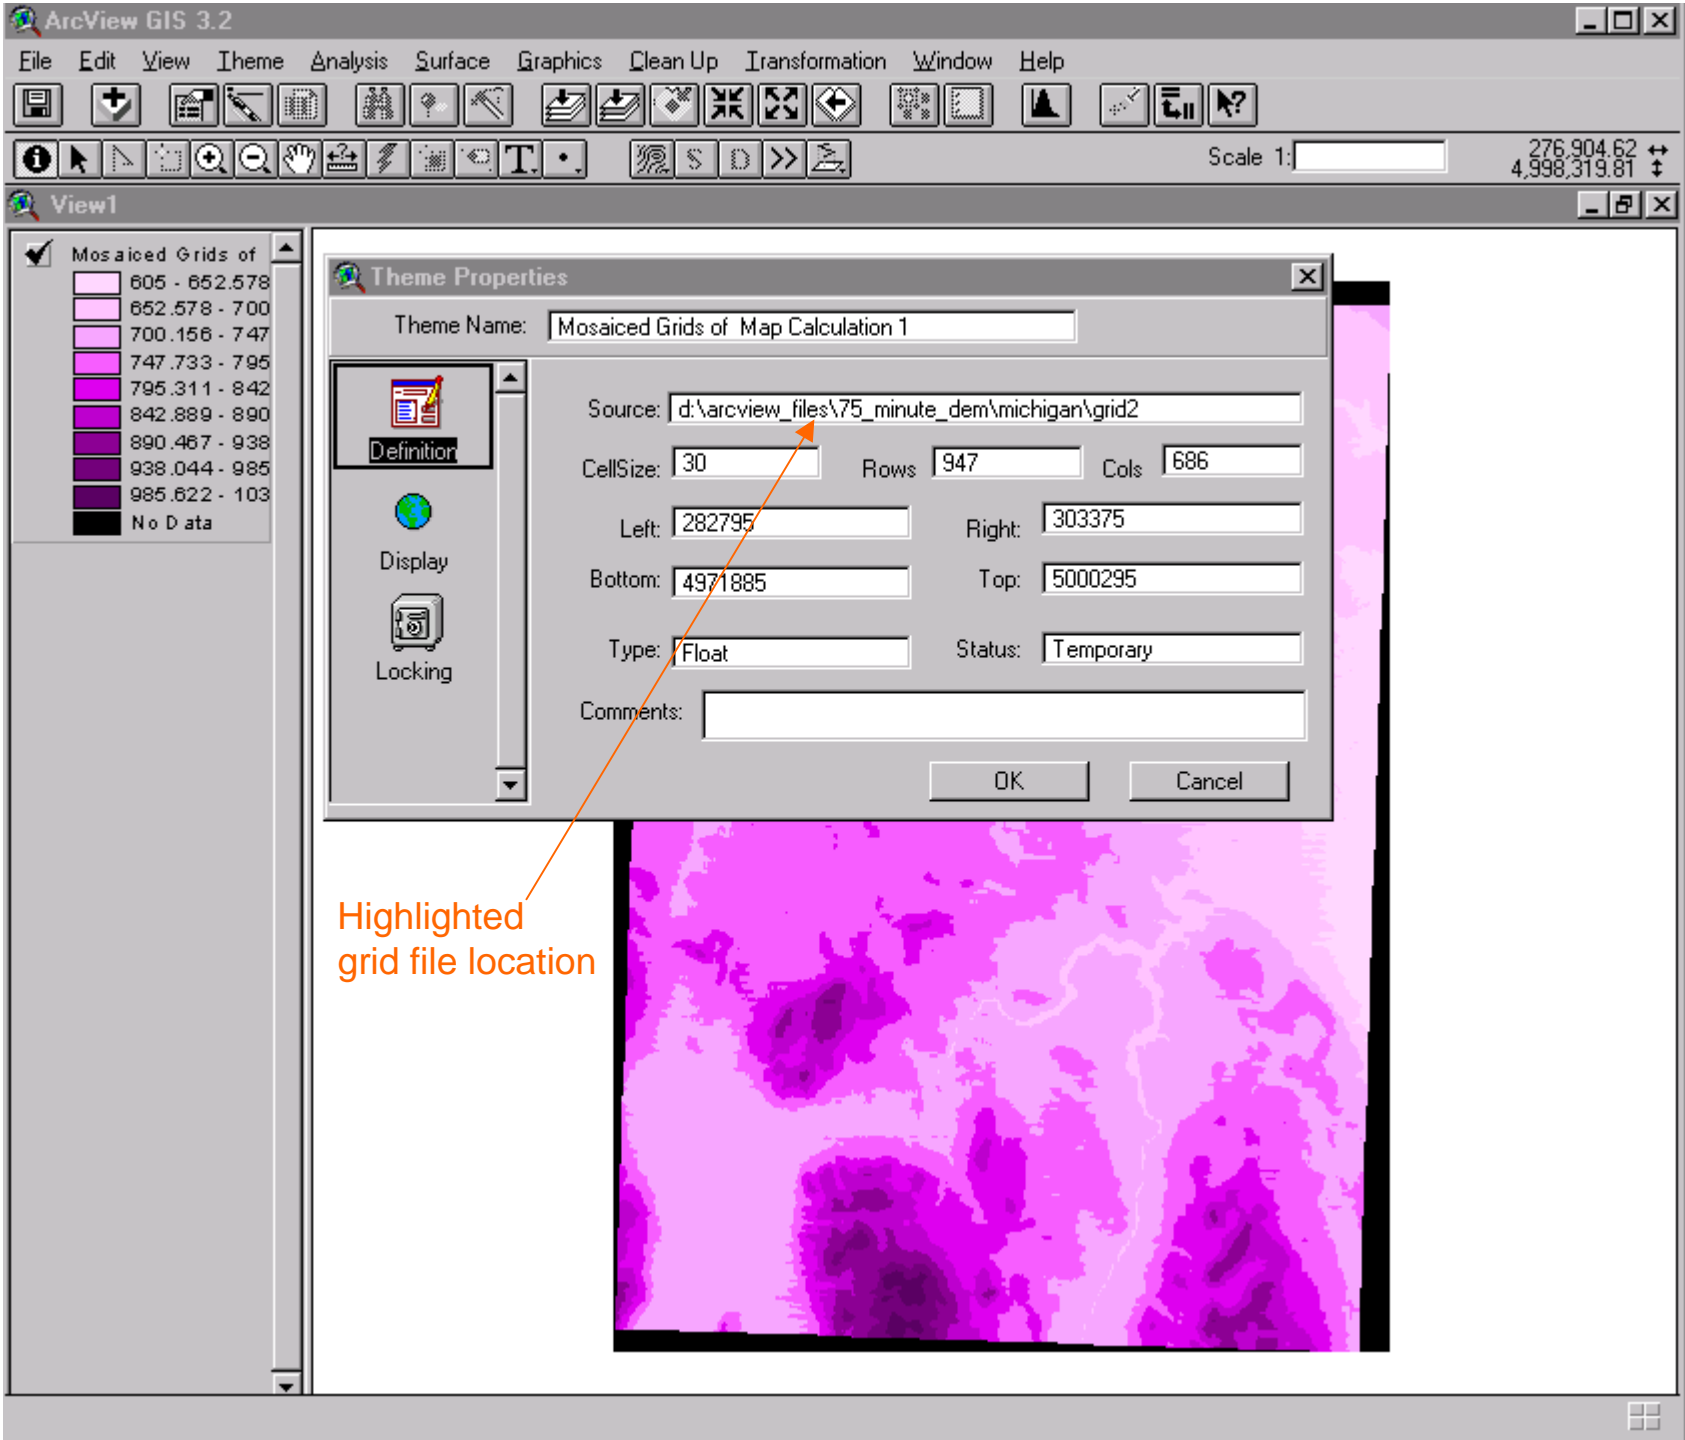 ArcView GIS 3.2
File Edit View Theme Analysis Surface Graphics Clean Up Transformation Window Help
T.
S D
Scale 1:
276,904.62
4,998,319.81
View1
Mosaiced Grids of
605 - 652.578
652.578 - 700
700.156 - 747
747.733 - 795
795.311 - 842
842.889 - 890
890.467 - 938
938.044 - 985
985.622 - 103
No Data
Theme Properties
Theme Name: Mosaiced Grids of Map Calculation 1
Definition
Display
Locking
Source: d:\arcview_files\75_minute_dem\michigan\grid2
CellSize: 30 Rows 947 Cols 686
Left: 282795 Right: 303375
Bottom: 4971885 Top: 5000295
Type: Float Status: Temporary
Comments:
OK Cancel
Highlighted
grid file location